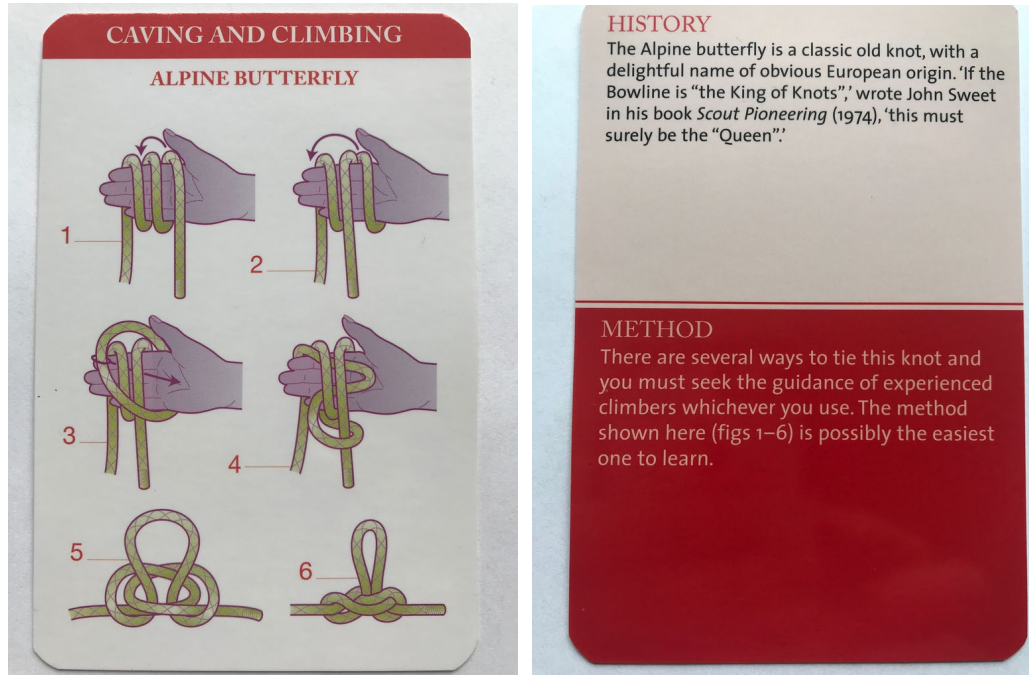 CAVING AND CLIMBING
ALPINE BUTTERFLY
1
2
3
4
5
6
HISTORY
The Alpine butterfly is a classic old knot, with a
delightful name of obvious European origin. ‘If the
Bowline is “the King of Knots”,’ wrote John Sweet
in his book Scout Pioneering (1974), ‘this must
surely be the “Queen”.’
METHOD
There are several ways to tie this knot and
you must seek the guidance of experienced
climbers whichever you use. The method
shown here (figs 1–6) is possibly the easiest
one to learn.